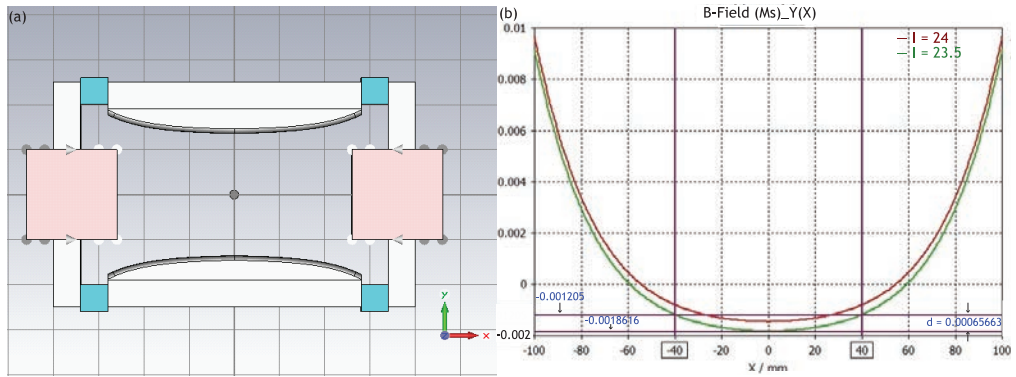 (a)
y
x
(b)
B-Field (Ms)_Y(X)
I = 24
I = 23.5
0.01
0.008
0.006
0.004
0.002
0
-0.002
-0.001205
-0.0018616
d = 0.00065663
-100
-80
-60
-40
-20
0
20
40
60
80
100
X / mm